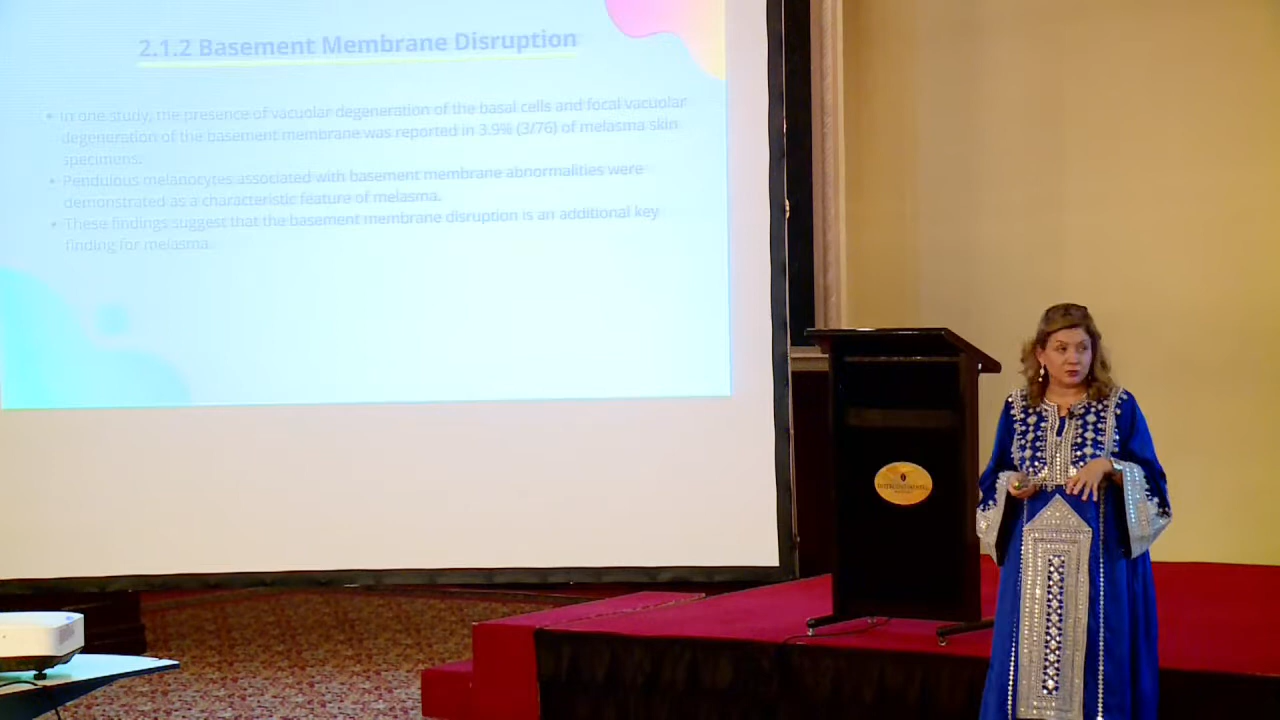 2.1.2 Basement Membrane Disruption
• In one study, the presence of vacuolar degeneration of the basal cells and focal vacuolar
degeneration of the basement membrane was reported in 3.9% (3/76) of melasma skin
specimens.
• Pendulous melanocytes associated with basement membrane abnormalities were
demonstrated as a characteristic feature of melasma.
• These findings suggest that the basement membrane disruption is an additional key
finding for melasma.